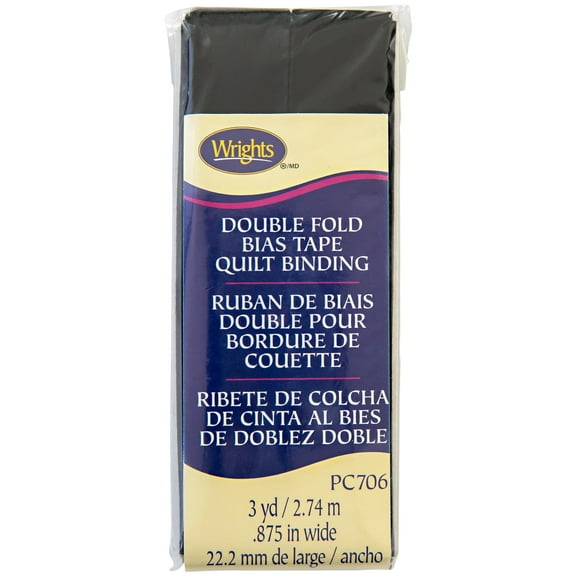 Wrights
®/MD
DOUBLE FOLD
BIAS TAPE
QUILT BINDING
RUBAN DE BIAIS
DOUBLE POUR
BORDURE DE
COUETTE
RIBETE DE COLCHA
DE CINTA AL BIES
DE DOBLEZ DOBLE
PC706
3 yd / 2.74 m
.875 in wide
22.2 mm de large / ancho